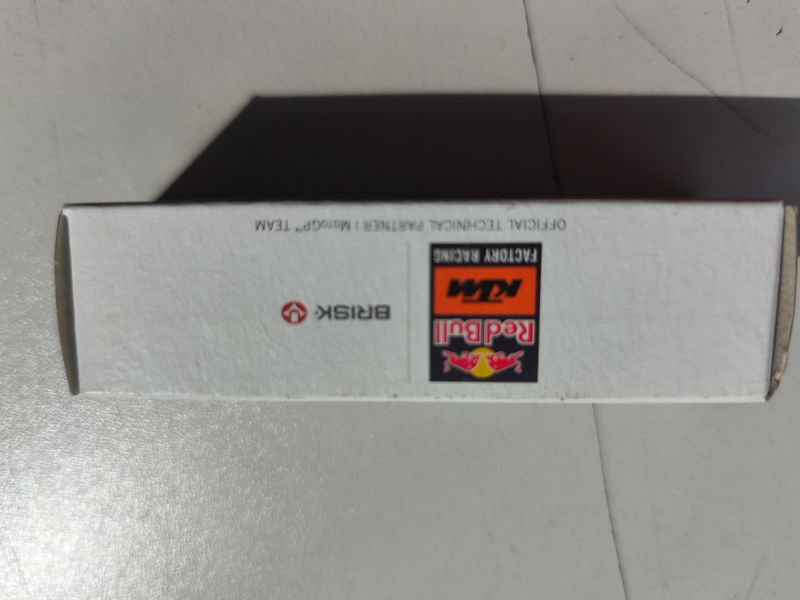 Red Bull
KTM
FACTORY RACING
BRISK
OFFICIAL TECHNICAL PARTNER | MotoGP™ TEAM